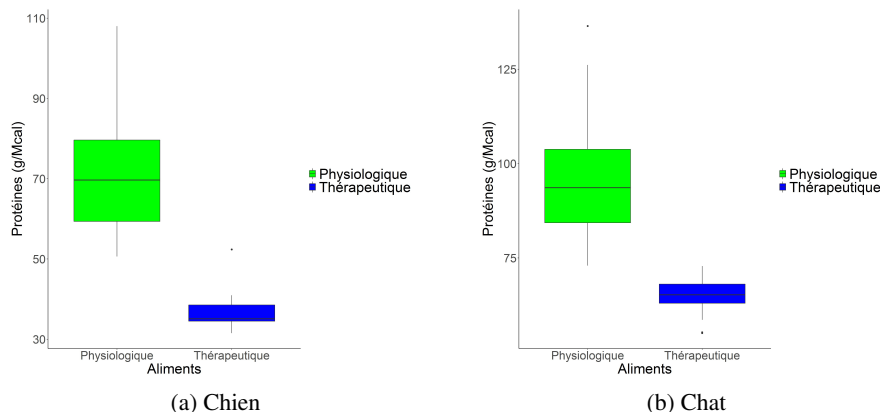 Protéines (g/Mcal)
110
90
70
50
30
Physiologique Thérapeutique
Aliments
Physiologique
Thérapeutique
(a) Chien
Protéines (g/Mcal)
125
100
75
Physiologique Thérapeutique
Aliments
Physiologique
Thérapeutique
(b) Chat